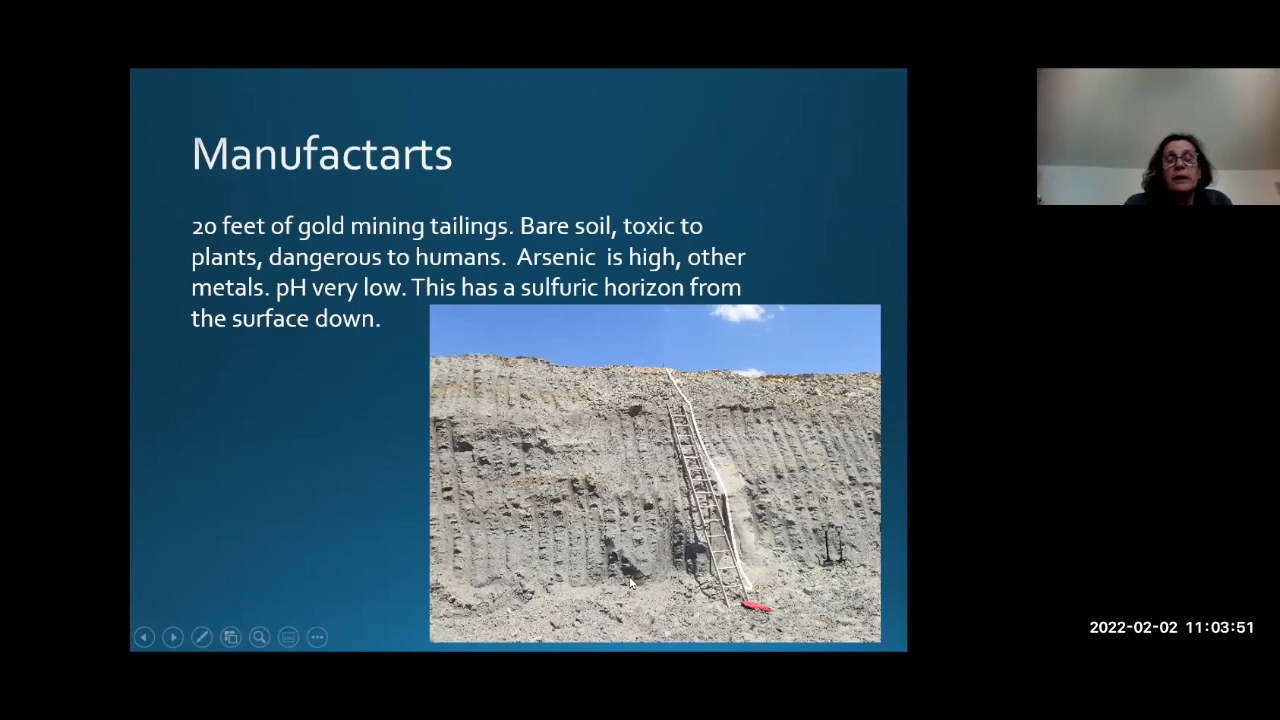 Manufactarts
20 feet of gold mining tailings. Bare soil, toxic to
plants, dangerous to humans.  Arsenic  is high, other
metals. pH very low. This has a sulfuric horizon from
the surface down.
2022-02-02 11:03:51